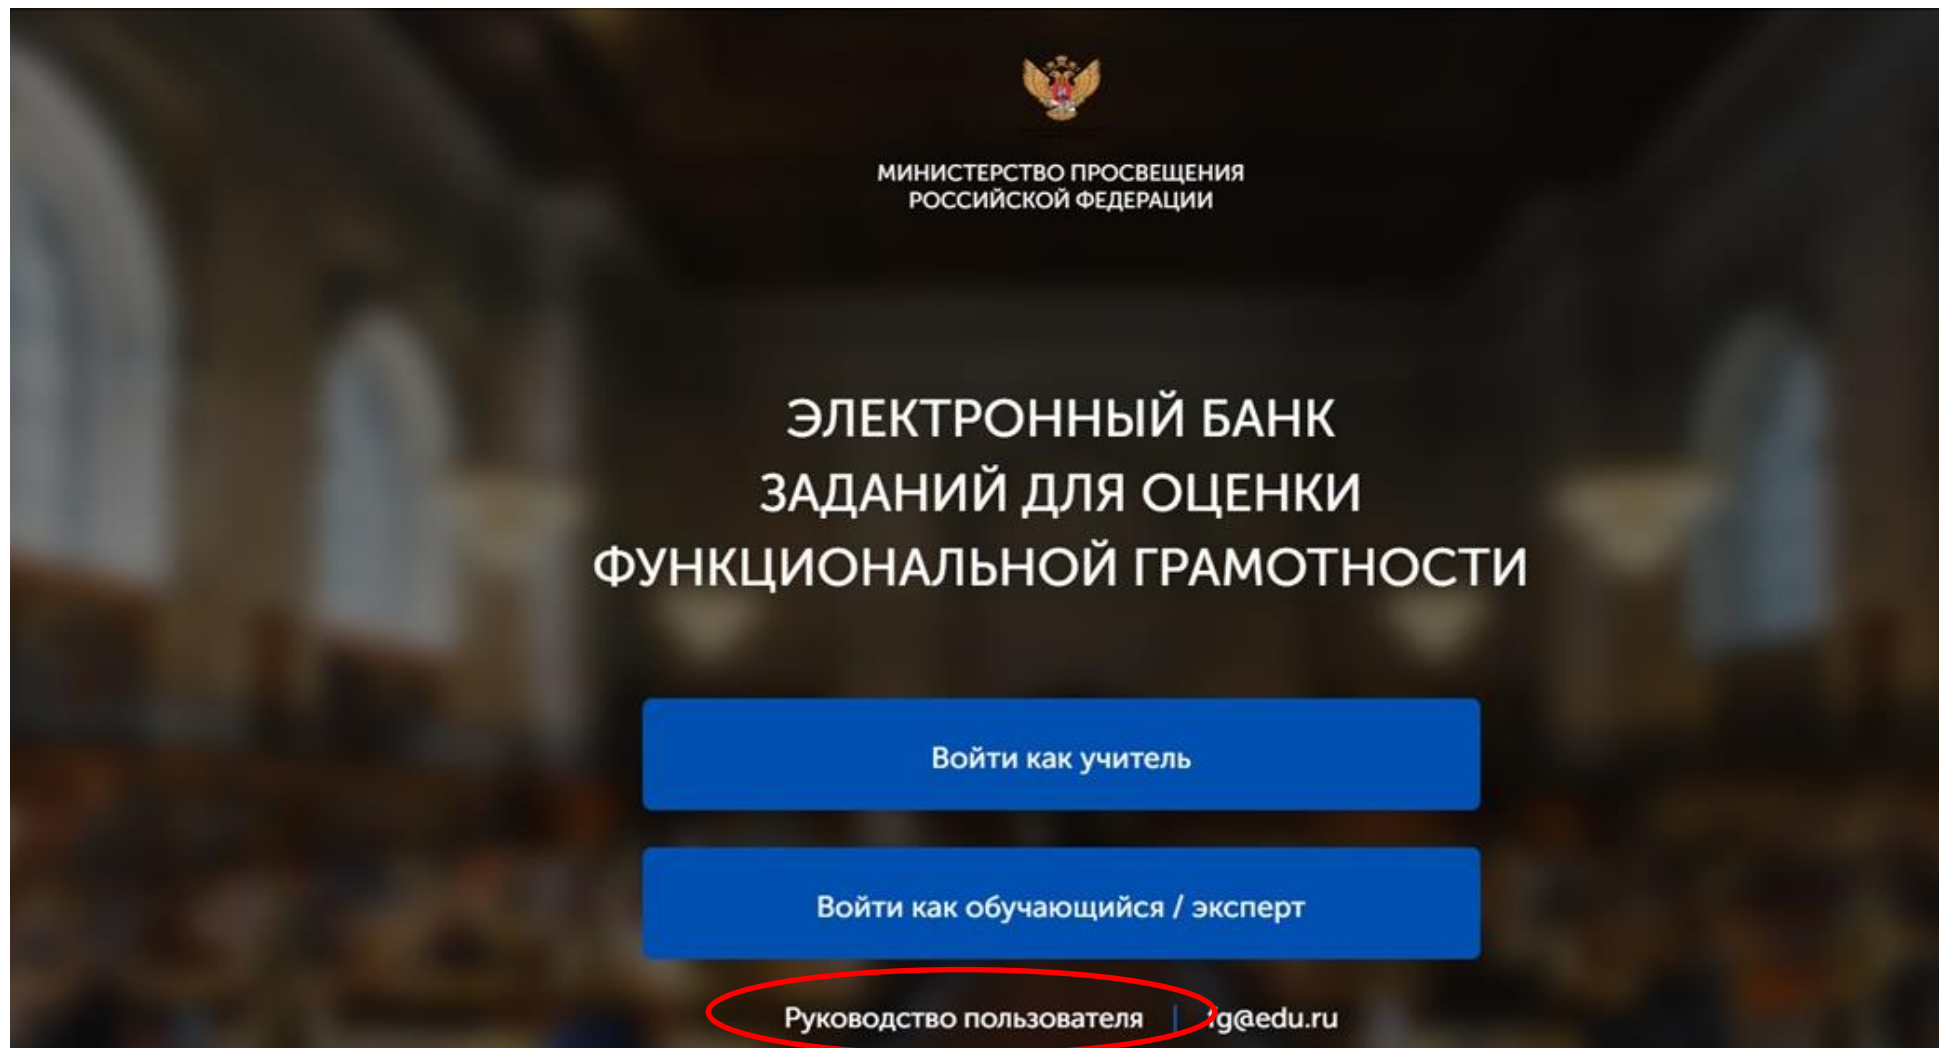 МИНИСТЕРСТВО ПРОСВЕЩЕНИЯ
РОССИЙСКОЙ ФЕДЕРАЦИИ
ЭЛЕКТРОННЫЙ БАНК
ЗАДАНИЙ ДЛЯ ОЦЕНКИ
ФУНКЦИОНАЛЬНОЙ ГРАМОТНОСТИ
Войти как учитель
Войти как обучающийся / эксперт
Руководство пользователя | fg@edu.ru